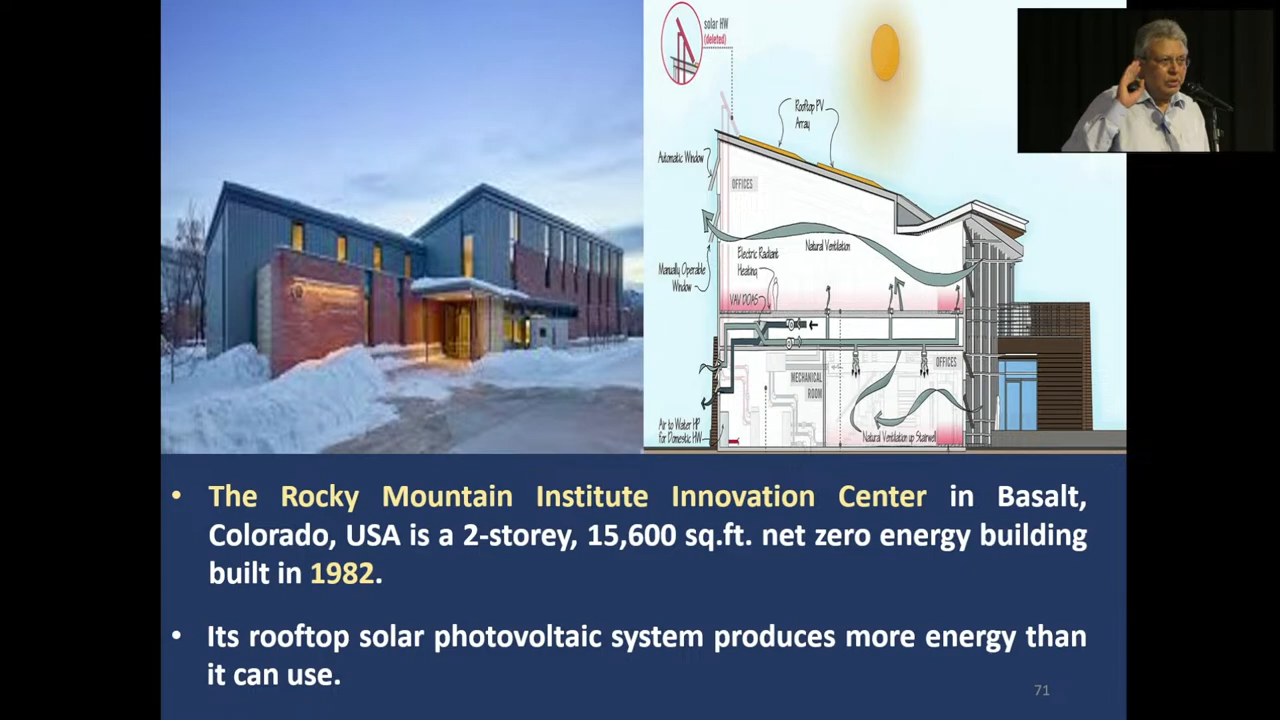 solar HW
(deleted)
Rooftop PV
Array
Automatic Window
OFFICES
Natural Ventilation
Electric Radiant
Heating
Manually Operable
Window
VAV DOAS
OFFICES
MECHANICAL
ROOM
Air to Water HP
for Domestic HW
Natural Ventilation up Stairwell
• The Rocky Mountain Institute Innovation Center in Basalt,
Colorado, USA is a 2-storey, 15,600 sq.ft. net zero energy building
built in 1982.
• Its rooftop solar photovoltaic system produces more energy than
it can use.
71